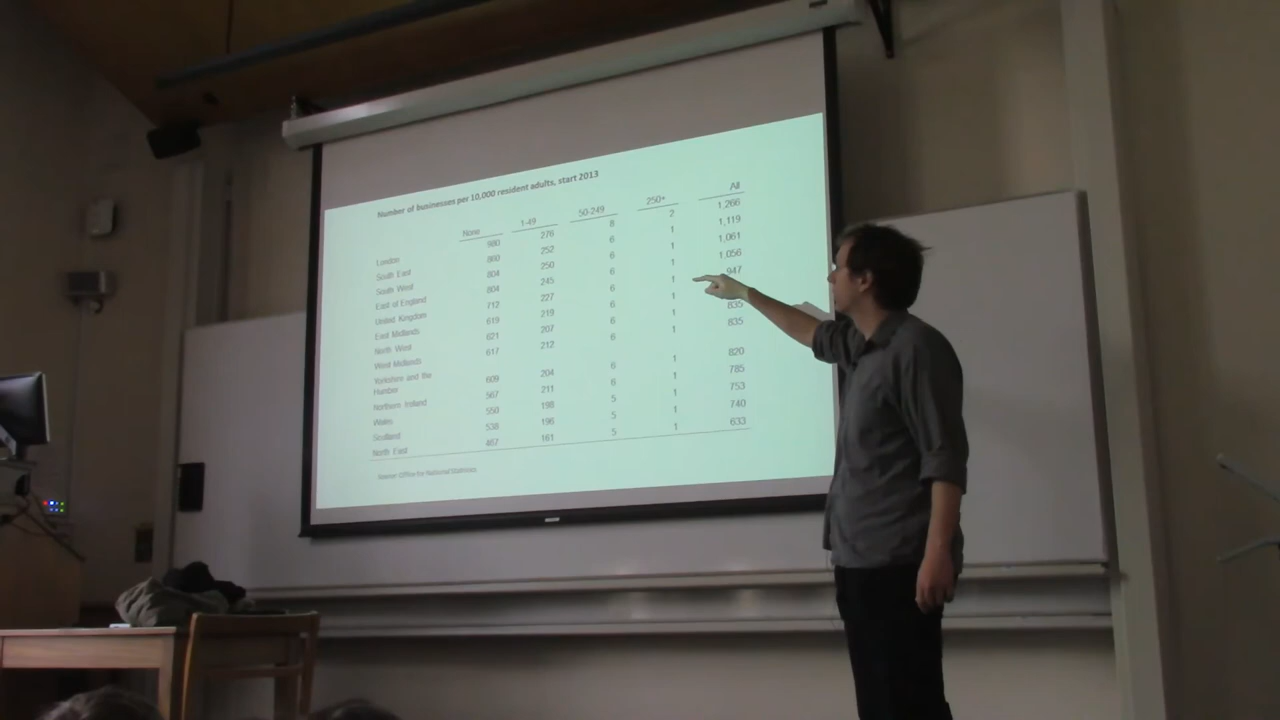 Number of businesses per 10,000 resident adults, start 2013
None 1-49 50-249 250+ All
London 980 276 8 2 1,266
South East 860 252 6 1 1,119
South West 804 250 6 1 1,061
East of England 804 245 6 1 1,056
United Kingdom 712 227 6 1 947
East Midlands 619 219 6 1
North West 621 207 6 1 835
West Midlands 617 212 6 1 835
Yorkshire and the
Humber 609 204 6 1 820
Northern Ireland 567 211 6 1 785
Wales 550 198 5 1 753
Scotland 538 196 5 1 740
North East 467 161 5 1 633
Source: Office for National Statistics